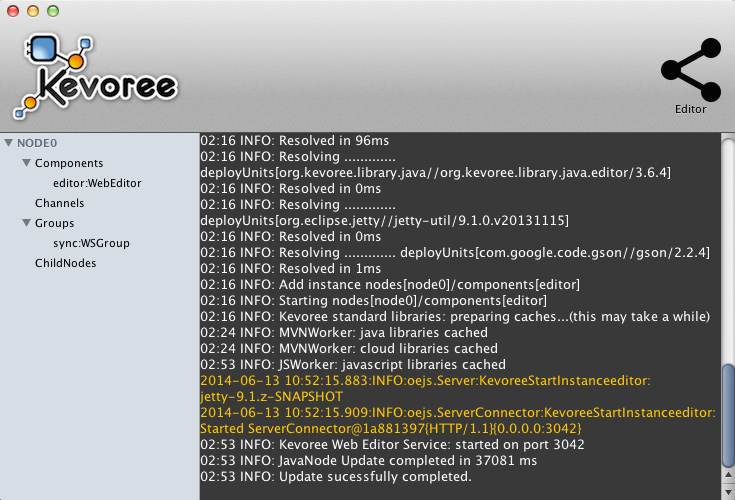 Kevoree
Editor
NODE0
Components
editor:WebEditor
Channels
Groups
sync:WSGroup
ChildNodes
02:16 INFO: Resolved in 96ms
02:16 INFO: Resolving .............
deployUnits[org.kevoree.library.java//org.kevoree.library.java.editor/3.6.4]
02:16 INFO: Resolved in 0ms
02:16 INFO: Resolving .............
deployUnits[org.eclipse.jetty//jetty-util/9.1.0.v20131115]
02:16 INFO: Resolved in 0ms
02:16 INFO: Resolving ............. deployUnits[com.google.code.gson//gson/2.2.4]
02:16 INFO: Resolved in 1ms
02:16 INFO: Add instance nodes[node0]/components[editor]
02:16 INFO: Starting nodes[node0]/components[editor]
02:16 INFO: Kevoree standard libraries: preparing caches...(this may take a while)
02:24 INFO: MVNWorker: java libraries cached
02:24 INFO: MVNWorker: cloud libraries cached
02:53 INFO: JSWorker: javascript libraries cached
2014-06-13 10:52:15.883:INFO:oejs.Server:KevoreeStartInstanceeditor:
jetty-9.1.z-SNAPSHOT
2014-06-13 10:52:15.909:INFO:oejs.ServerConnector:KevoreeStartInstanceeditor:
Started ServerConnector@1a881397{HTTP/1.1}{0.0.0.0:3042}
02:53 INFO: Kevoree Web Editor Service: started on port 3042
02:53 INFO: JavaNode Update completed in 37081 ms
02:53 INFO: Update sucessfully completed.